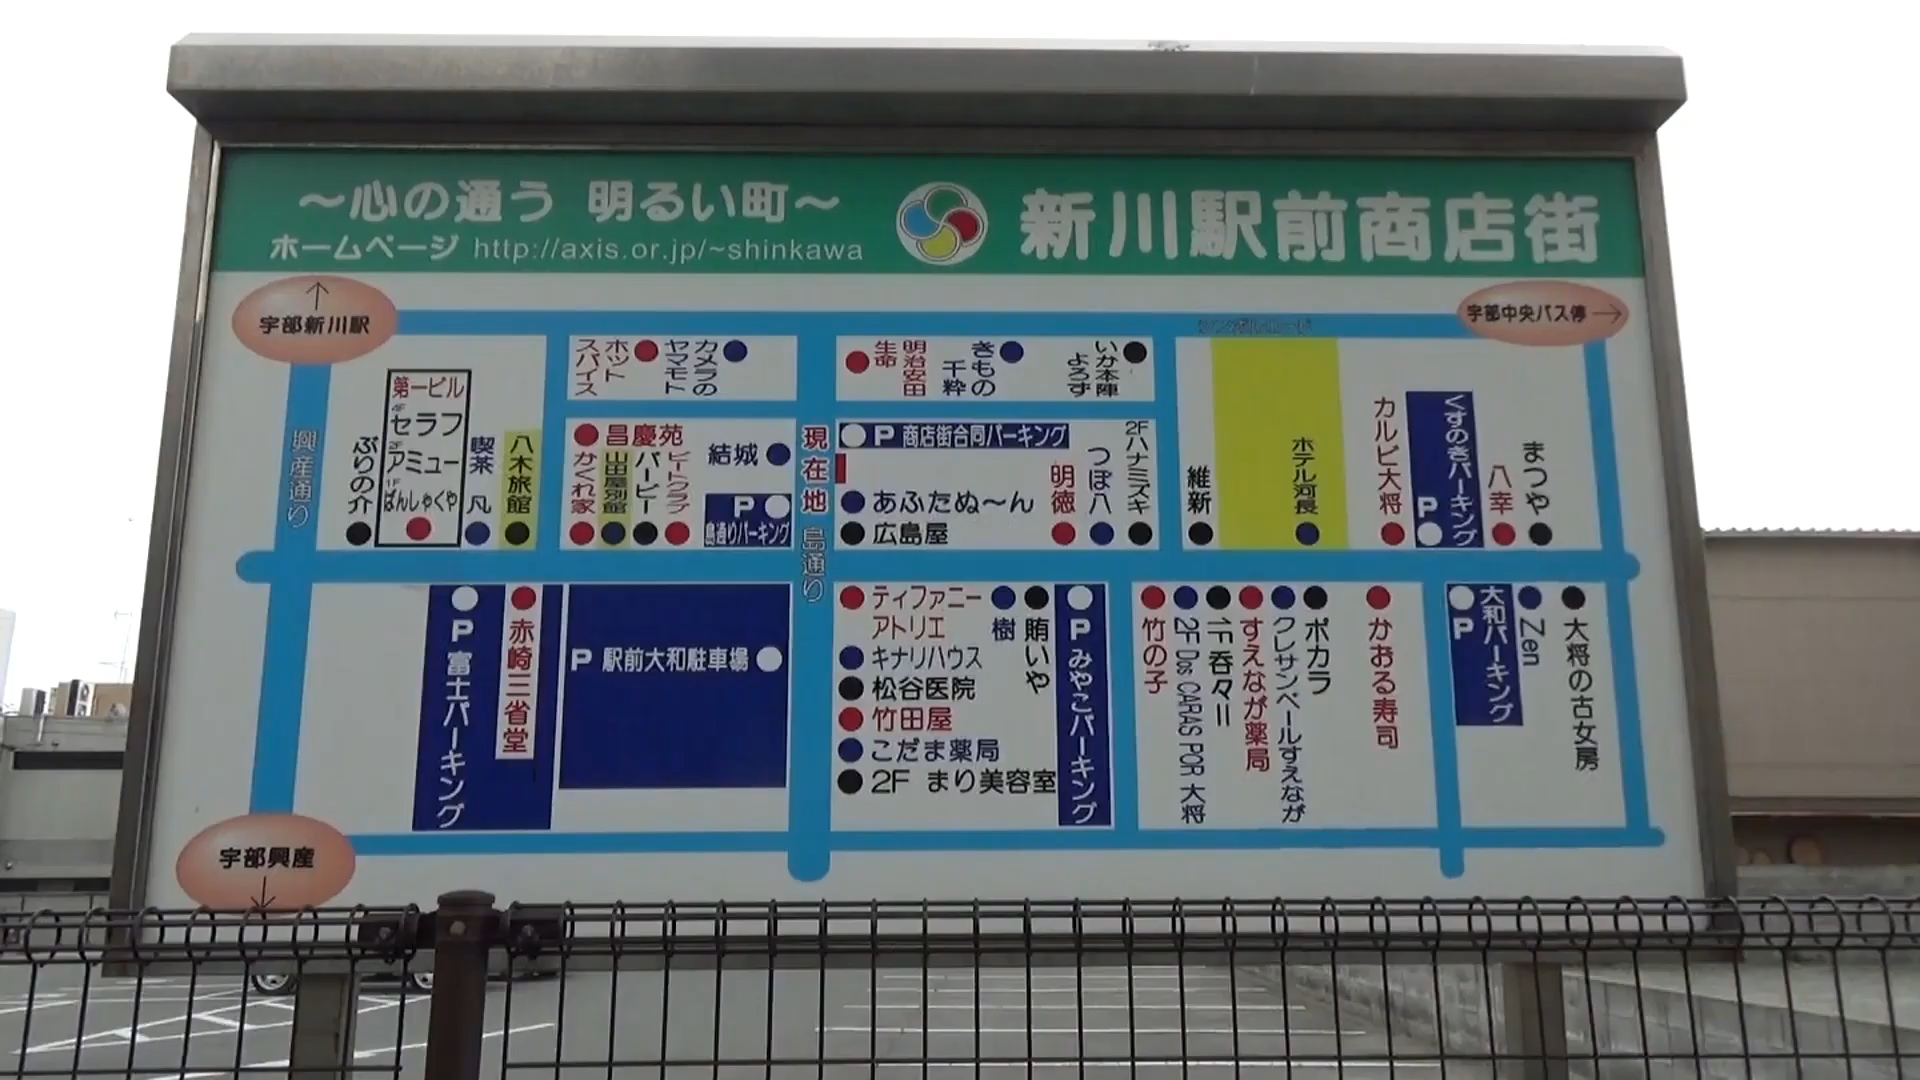 ～心の通う 明るい町～
ホームページ http://axis.or.jp/~shinkawa
新川駅前商店街
宇部新川駅
宇部中央バス停
興産通り
ぶりの介
第一ビル
セラフ
2F
アミュー
1F
ばんしゃくや
喫茶 凡
八木旅館
ホット
スパイス
カメラの
ヤマモト
昌慶苑
かくれ家
山田屋別館
バービー
ビートクラブ
結城
P
島通りパーキング
現在地
島通り
明治安田
生命
きもの
千粋
いか本陣
よろず
P 商店街合同パーキング
あふたぬ～ん
広島屋
明徳
つぼ八
2F
ハナミズキ
維新
ホテル河長
カルビ大将
くすのきパーキング
P
八幸
まつや
P 富士パーキング
赤崎三省堂
P 駅前大和駐車場
ティファニー
アトリエ
キナリハウス
松谷医院
竹田屋
こだま薬局
2F まり美容室
樹
賄いや
P みやこパーキング
竹の子
2F Dos CARAS POR 大将
1F 呑々=
すえなが薬局
クレサンベールすえなが
ポカラ
かおる寿司
大和パーキング
P
Zen
大将の古女房
宇部興産